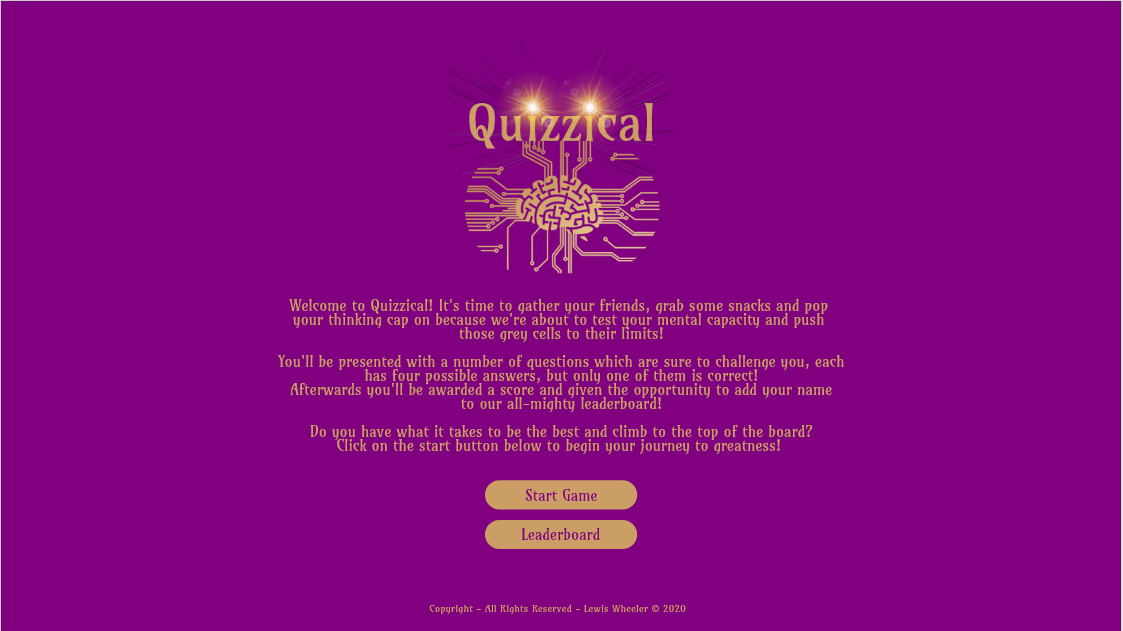 Quizzical
Welcome to Quizzical! It's time to gather your friends, grab some snacks and pop
your thinking cap on because we're about to test your mental capacity and push
those grey cells to their limits!
You'll be presented with a number of questions which are sure to challenge you, each
has four possible answers, but only one of them is correct!
Afterwards you'll be awarded a score and given the opportunity to add your name
to our all-mighty leaderboard!
Do you have what it takes to be the best and climb to the top of the board?
Click on the start button below to begin your journey to greatness!
Start Game
Leaderboard
Copyright - All Rights Reserved - Lewis Wheeler © 2020